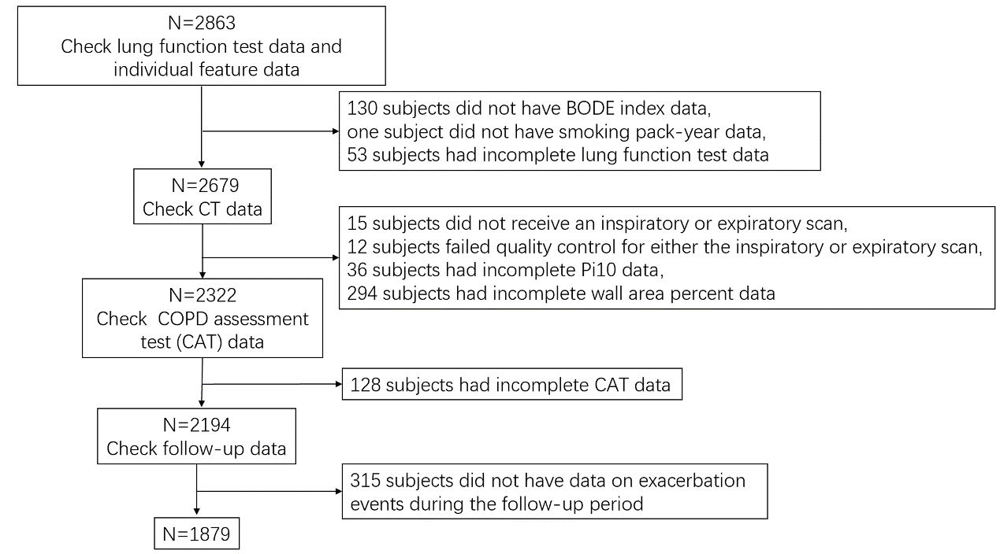 N=2863
Check lung function test data and
individual feature data
130 subjects did not have BODE index data,
one subject did not have smoking pack-year data,
53 subjects had incomplete lung function test data
N=2679
Check CT data
15 subjects did not receive an inspiratory or expiratory scan,
12 subjects failed quality control for either the inspiratory or expiratory scan,
36 subjects had incomplete Pi10 data,
294 subjects had incomplete wall area percent data
N=2322
Check COPD assessment
test (CAT) data
128 subjects had incomplete CAT data
N=2194
Check follow-up data
315 subjects did not have data on exacerbation
events during the follow-up period
N=1879